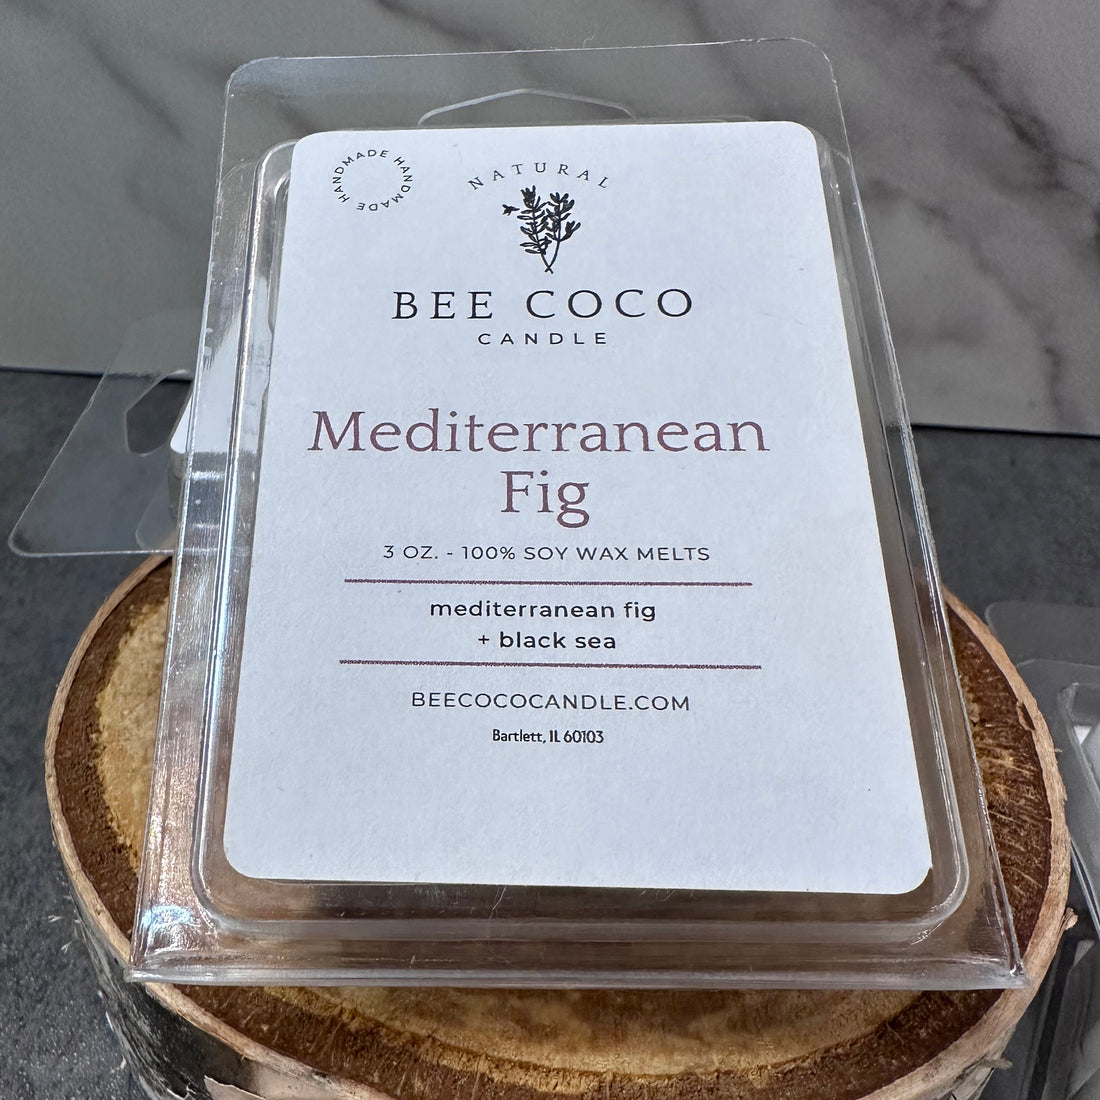 HANDMADE HANDMADE HANDMADE
NATURAL
BEE COCO
CANDLE
Mediterranean
Fig
3 OZ. - 100% SOY WAX MELTS
mediterranean fig
+ black sea
BEECOCOCANDLE.COM
Bartlett, IL 60103